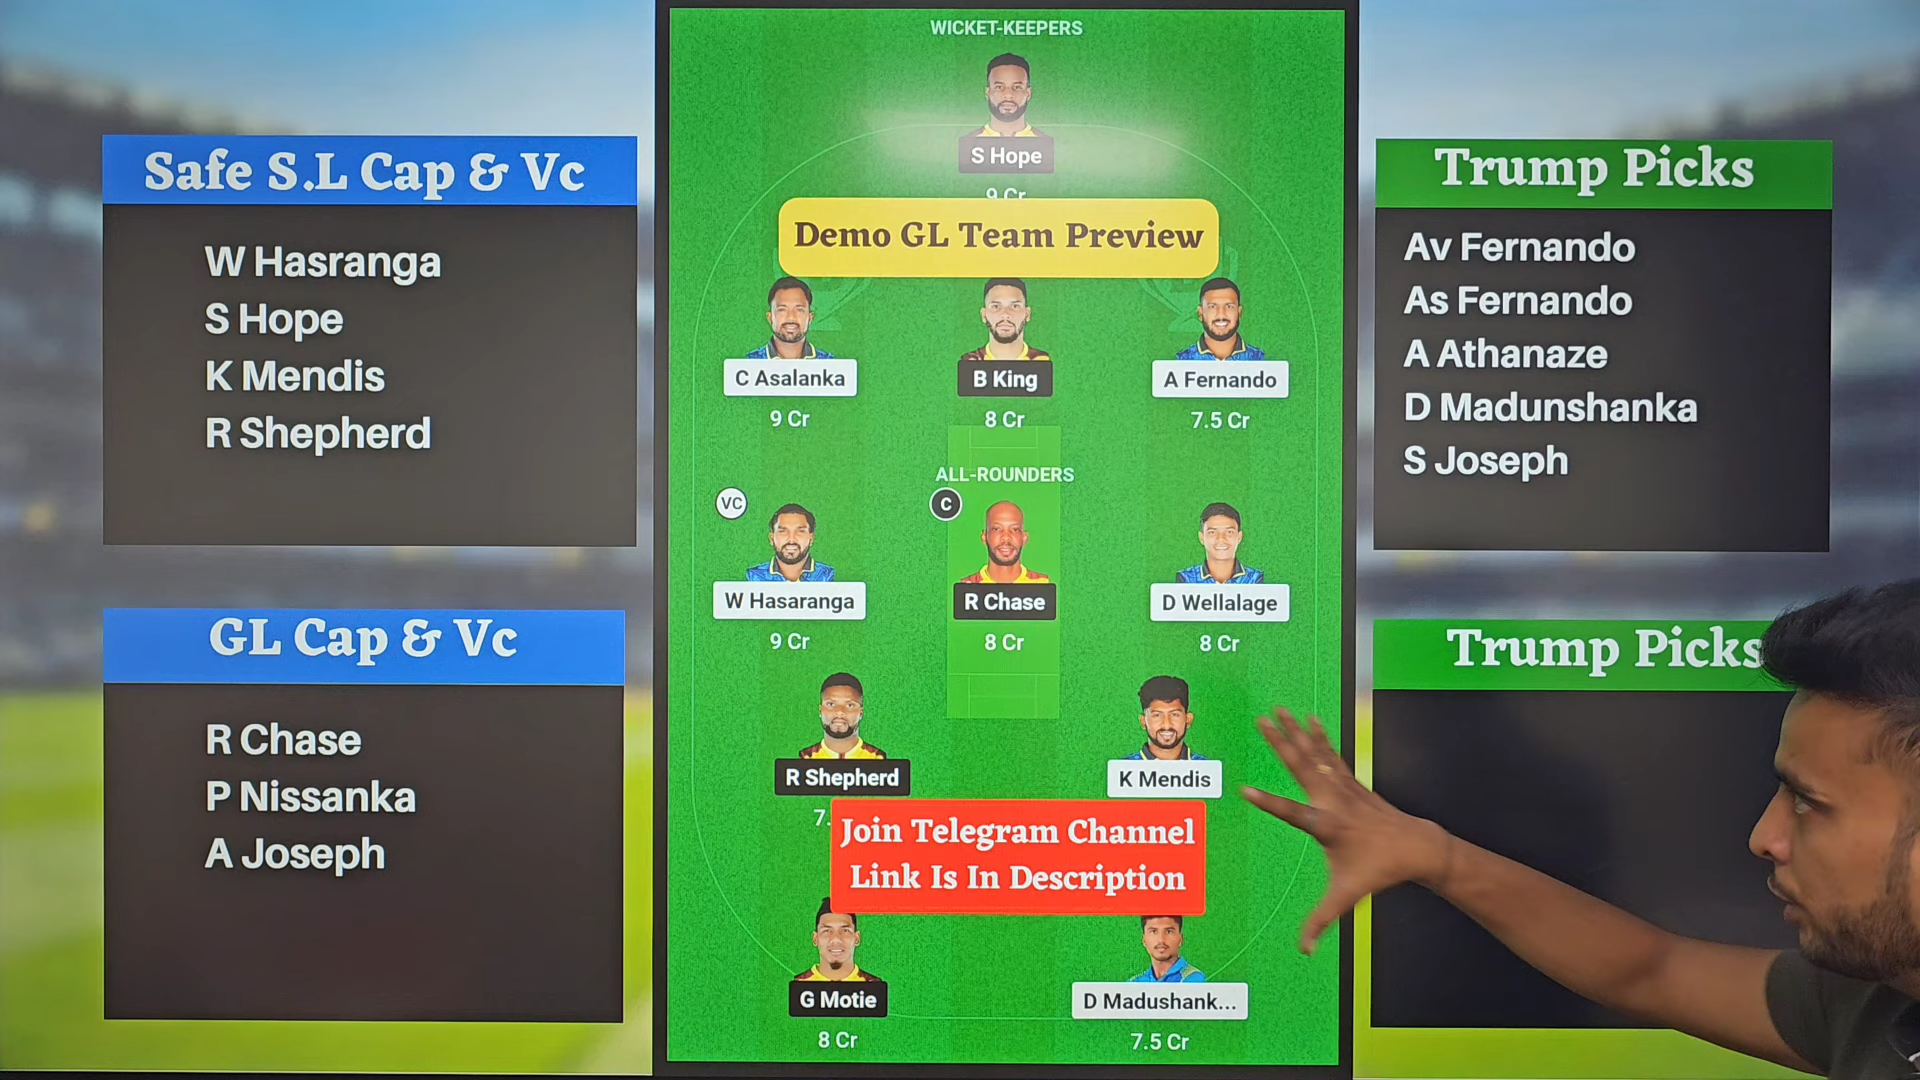 Safe S.L Cap & Vc
W Hasranga
S Hope
K Mendis
R Shepherd
GL Cap & Vc
R Chase
P Nissanka
A Joseph
WICKET-KEEPERS
S Hope
9 Cr
Demo GL Team Preview
C Asalanka
B King
A Fernando
9 Cr
8 Cr
7.5 Cr
ALL-ROUNDERS
VC
C
W Hasaranga
R Chase
D Wellalage
9 Cr
8 Cr
8 Cr
R Shepherd
K Mendis
7.
Join Telegram Channel
Link Is In Description
G Motie
D Madushank...
8 Cr
7.5 Cr
Trump Picks
Av Fernando
As Fernando
A Athanaze
D Madunshanka
S Joseph
Trump Picks